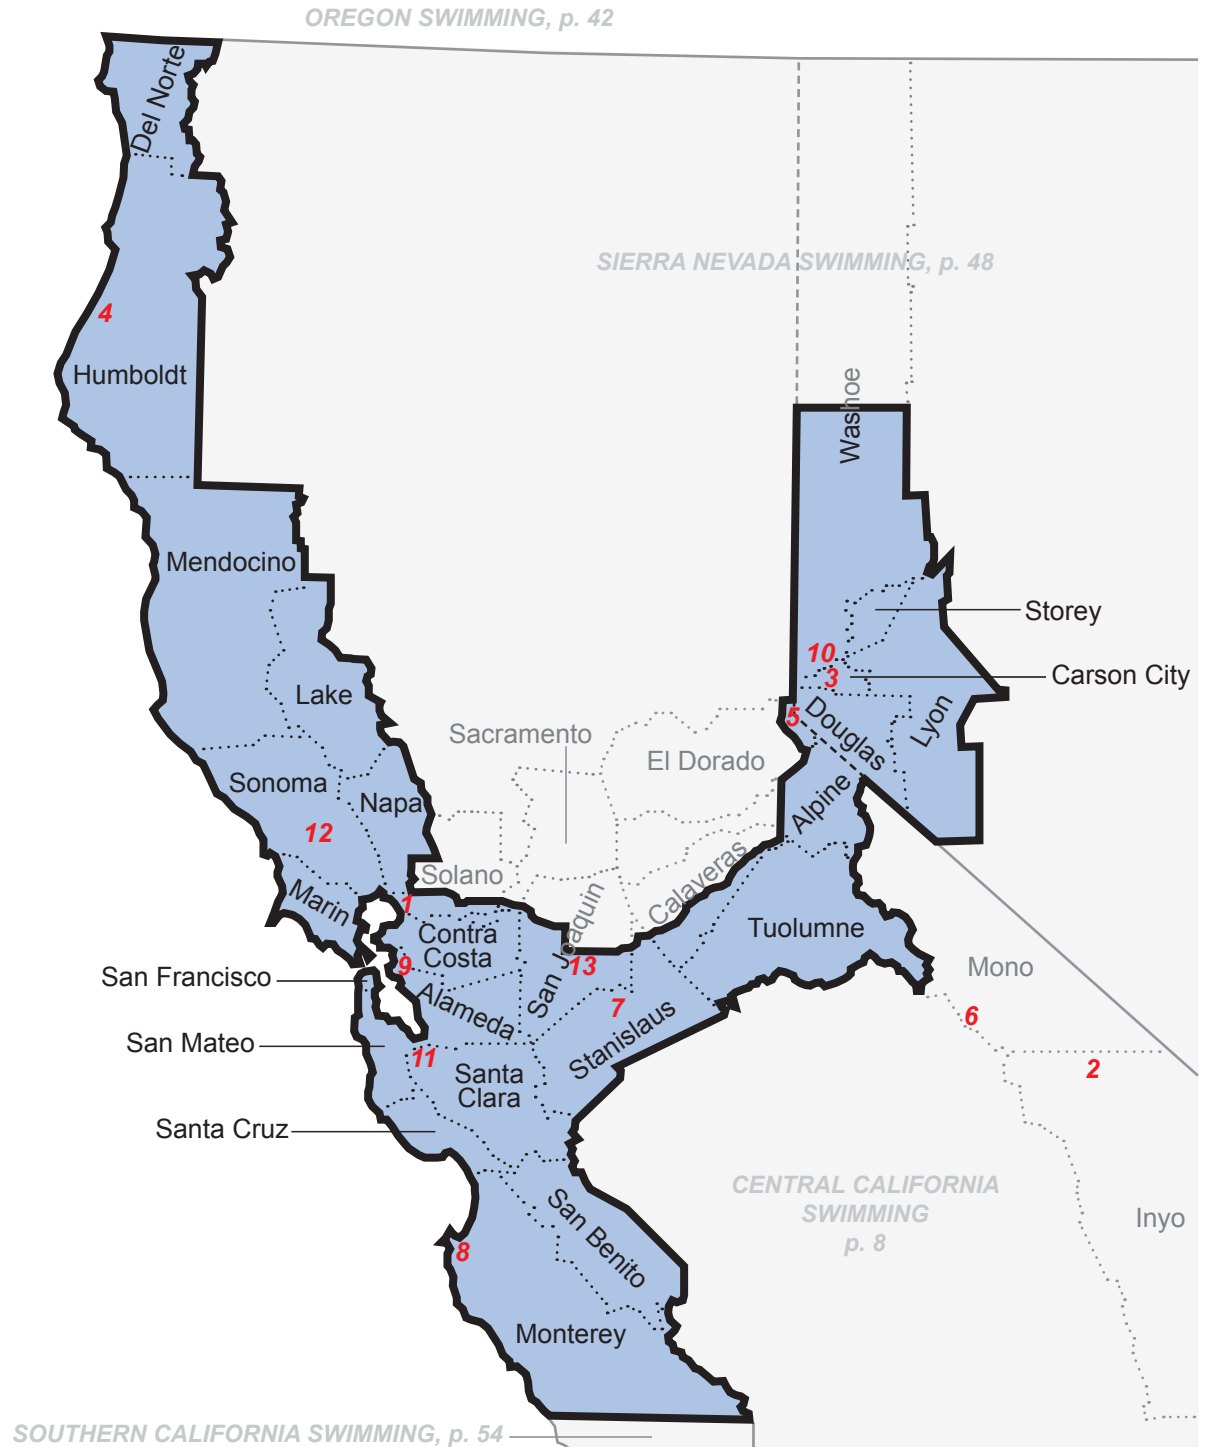 OREGON SWIMMING, p. 42
Del Norte
SIERRA NEVADA SWIMMING, p. 48
4
Humboldt
Washoe
Mendocino
Storey
10
3
Carson City
Lake
5
Douglas
Lyon
Sacramento
El Dorado
Sonoma
Napa
Alpine
12
Solano
Calaveras
Marin
1
San Joaquin
Contra
Costa
Tuolumne
9
13
Mono
San Francisco
Alameda
7
6
Stanislaus
San Mateo
11
2
Santa
Clara
Santa Cruz
CENTRAL CALIFORNIA
SWIMMING
p. 8
San Benito
Inyo
8
Monterey
SOUTHERN CALIFORNIA SWIMMING, p. 54